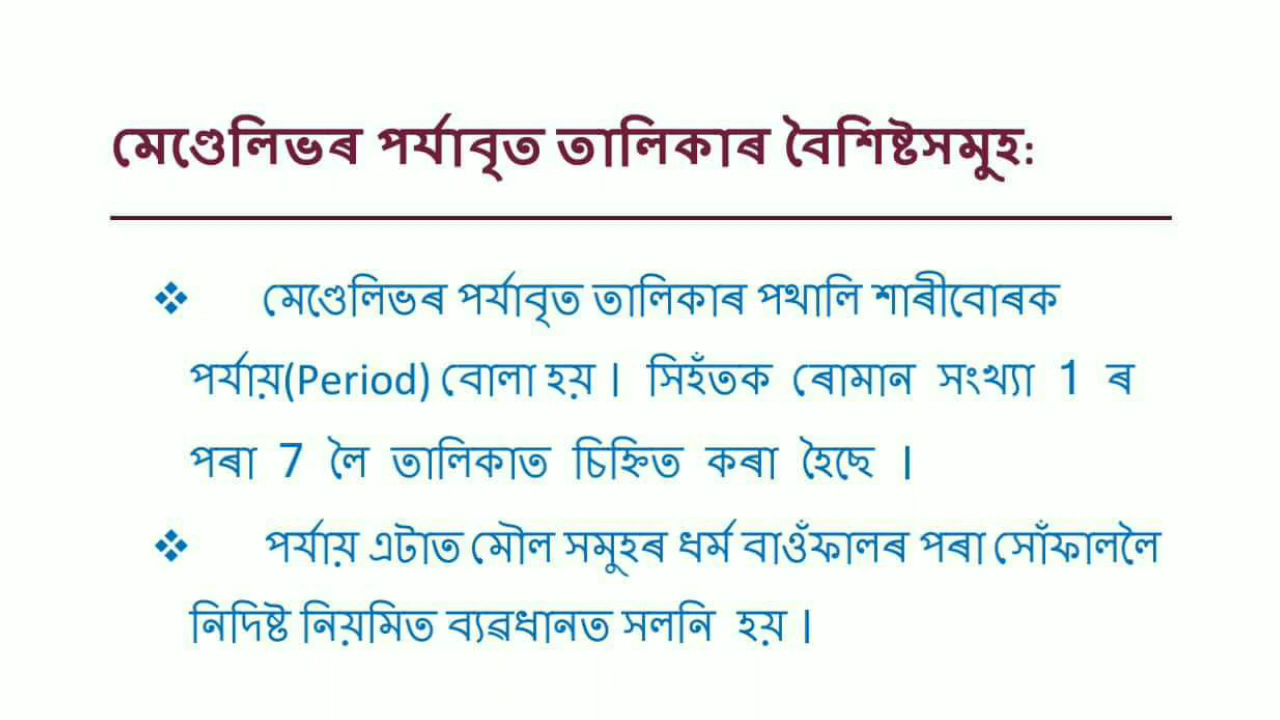 মেণ্ডেলিভৰ পৰ্যাবৃত তালিকাৰ বৈশিষ্টসমুহ:
❖ মেণ্ডেলিভৰ পৰ্যাবৃত তালিকাৰ পথালি শাৰীবোৰক
পৰ্যায়(Period) বোলা হয় । সিহঁতক ৰোমান সংখ্যা 1 ৰ
পৰা 7 লৈ তালিকাত চিহ্নিত কৰা হৈছে ।
❖ পৰ্যায় এটাত মৌল সমুহৰ ধৰ্ম বাওঁফালৰ পৰা সোঁফাললৈ
নিদিষ্ট নিয়মিত ব্যৱধানত সলনি হয় ।